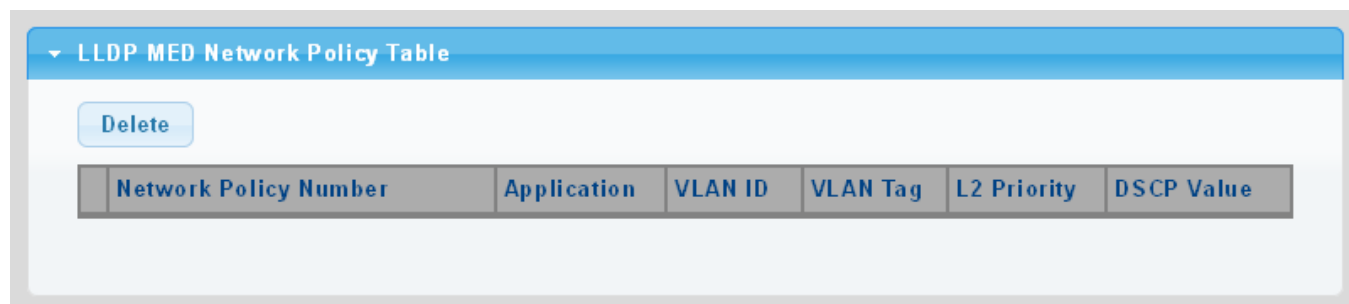 LLDP MED Network Policy Table
Delete
Network Policy Number Application VLAN ID VLAN Tag L2 Priority DSCP Value